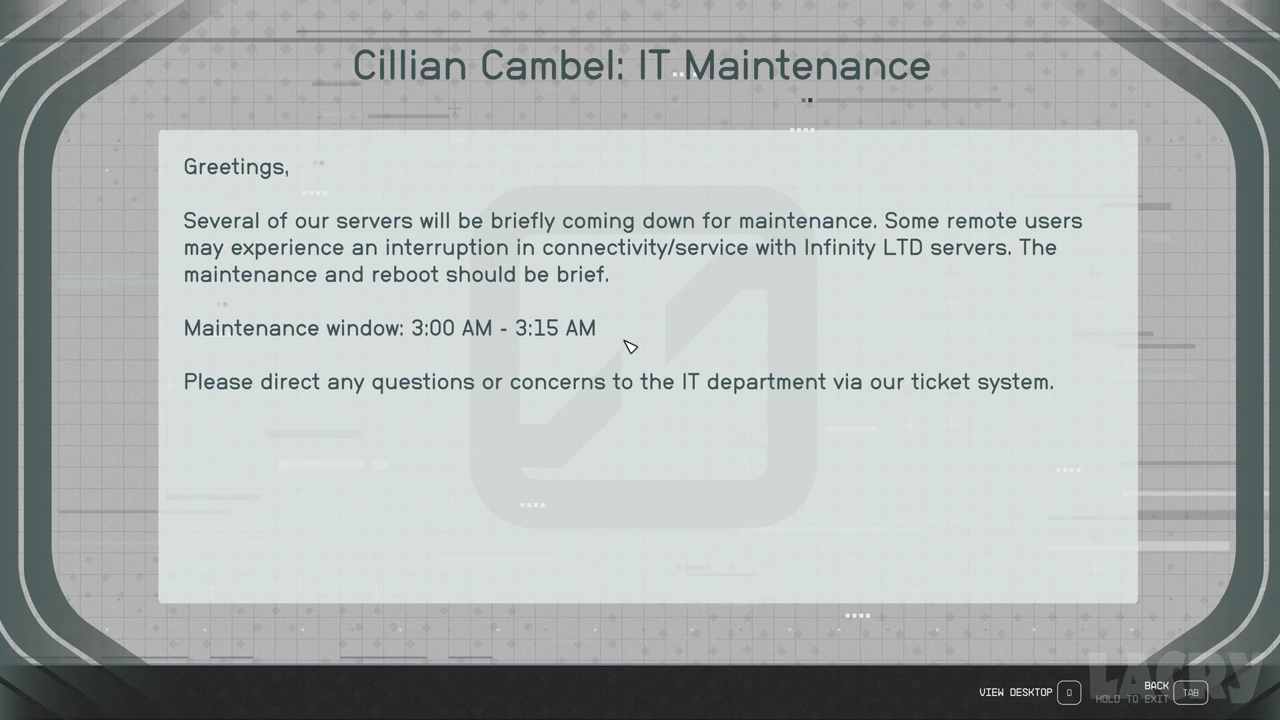 Cillian Cambel: IT Maintenance
Greetings,
Several of our servers will be briefly coming down for maintenance. Some remote users
may experience an interruption in connectivity/service with Infinity LTD servers. The
maintenance and reboot should be brief.
Maintenance window: 3:00 AM - 3:15 AM
Please direct any questions or concerns to the IT department via our ticket system.
VIEW DESKTOP Q
BACK
HOLD TO EXIT TAB
LACRY